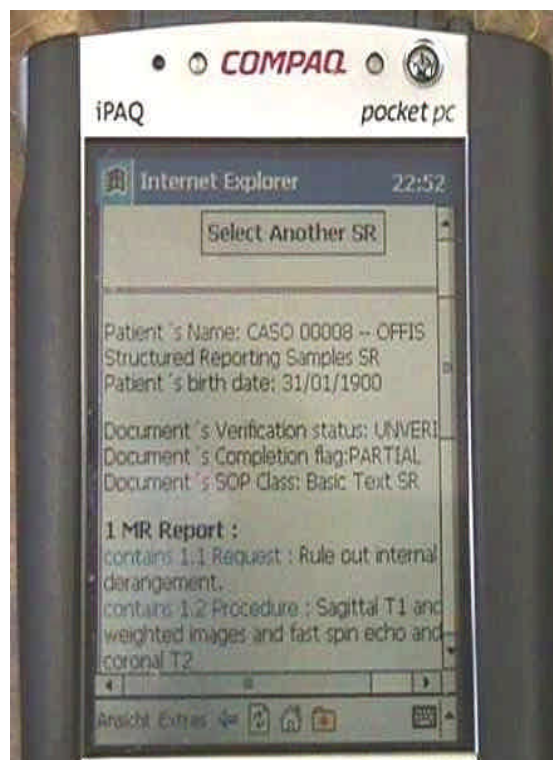 COMPAQ
iPAQ pocket pc
Internet Explorer 22:52
Select Another SR
Patient ´s Name: CASO 00008 -- OFFIS
Structured Reporting Samples SR
Patient ´s birth date: 31/01/1900
Document ´s Verification status: UNVERI
Document ´s Completion flag:PARTIAL
Document ´s SOP Class: Basic Text SR
1 MR Report :
contains 1.1 Request : Rule out internal
derangement.
contains 1.2 Procedure : Sagittal T1 and
weighted images and fast spin echo and
coronal T2
Ansicht Extras